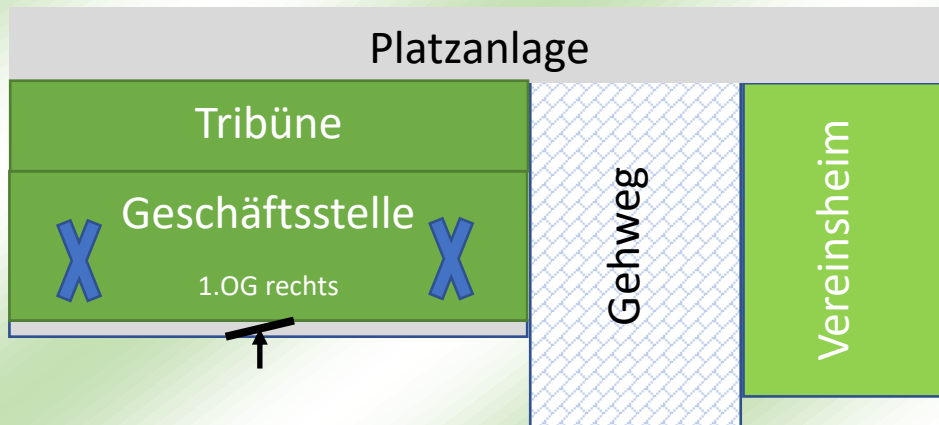 Platzanlage
Tribüne
Geschäftsstelle
1.OG rechts
Gehweg
Vereinsheim